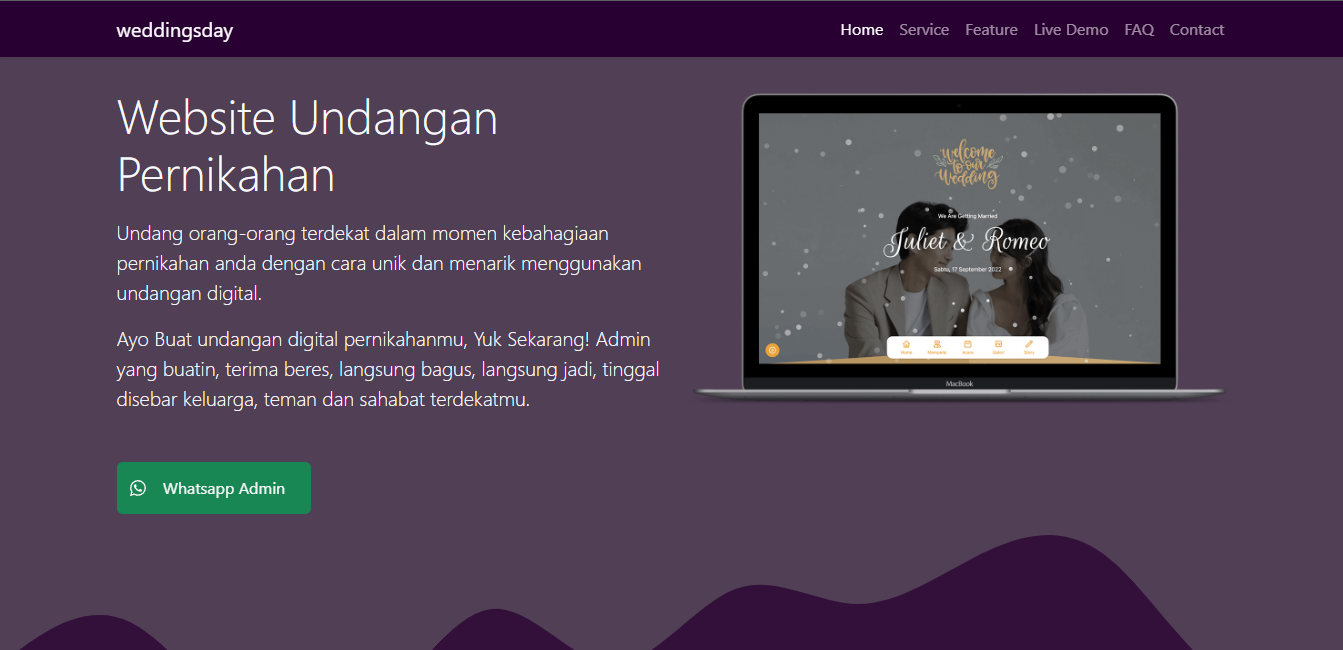 weddingsday
Home Service Feature Live Demo FAQ Contact
Website Undangan
Pernikahan
Undang orang-orang terdekat dalam momen kebahagiaan
pernikahan anda dengan cara unik dan menarik menggunakan
undangan digital.
Ayo Buat undangan digital pernikahanmu, Yuk Sekarang! Admin
yang buatin, terima beres, langsung bagus, langsung jadi, tinggal
disebar keluarga, teman dan sahabat terdekatmu.
Whatsapp Admin
welcome
to our
Wedding
We Are Getting Married
Juliet & Romeo
Sabtu, 17 September 2022
Home Mempelai Acara Galeri Story
MacBook